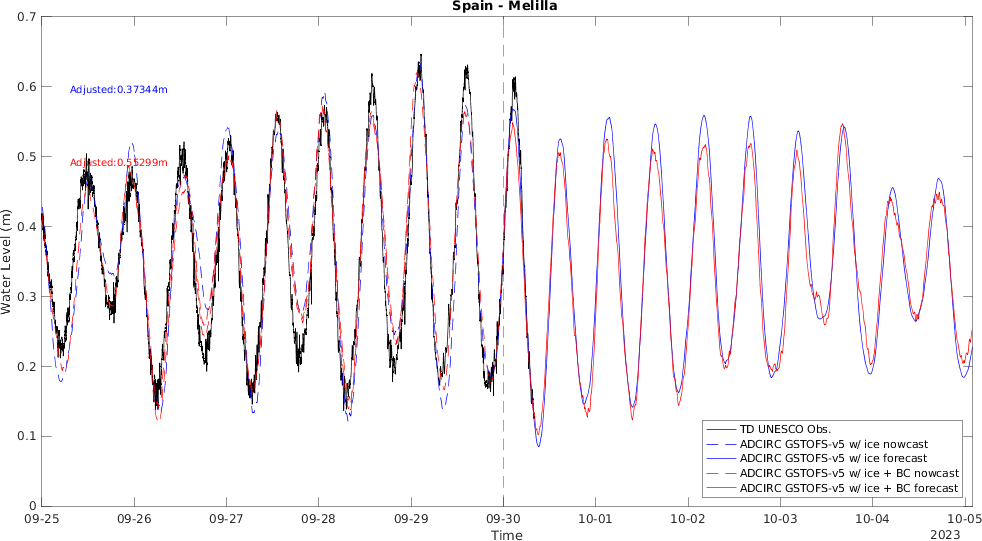 Spain - Melilla
0.7
0.6
0.5
0.4
0.3
0.2
0.1
0
Water Level (m)
Adjusted:0.37344m
Adjusted:0.55299m
TD UNESCO Obs.
ADCIRC GSTOFS-v5 w/ ice nowcast
ADCIRC GSTOFS-v5 w/ ice forecast
ADCIRC GSTOFS-v5 w/ ice + BC nowcast
ADCIRC GSTOFS-v5 w/ ice + BC forecast
09-25 09-26 09-27 09-28 09-29 09-30 10-01 10-02 10-03 10-04 10-05
Time
2023